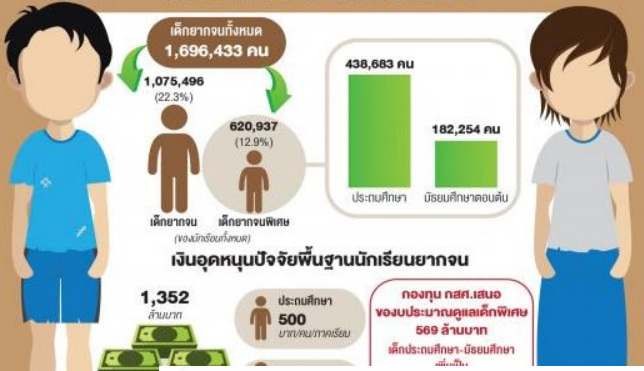 เด็กยากจนทั้งหมด
1,696,433 คน
1,075,496
(22.3%)
620,937
(12.9%)
เด็กยากจน
เด็กยากจนพิเศษ
(ของนักเรียนทั้งหมด)
438,683 คน
182,254 คน
ประถมศึกษา
มัธยมศึกษาตอนต้น
เงินอุดหนุนปัจจัยพื้นฐานนักเรียนยากจน
1,352
ล้านบาท
ประถมศึกษา
500
บาท/คน/ภาคเรียน
กองทุน กสศ.เสนอ
ของบประมาณดูแลเด็กพิเศษ
569 ล้านบาท
เด็กประถมศึกษา-มัธยมศึกษา